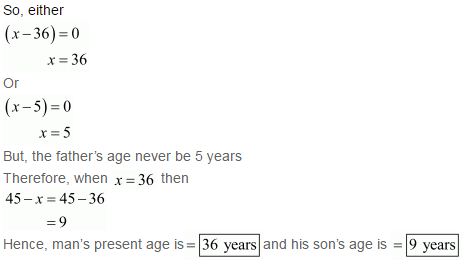 So, either
(x−36)=0
x=36
Or
(x−5)=0
x=5
But, the father's age never be 5 years
Therefore, when x=36 then
45−x=45−36
=9
Hence, man's present age is= 36 years and his son's age is = 9 years